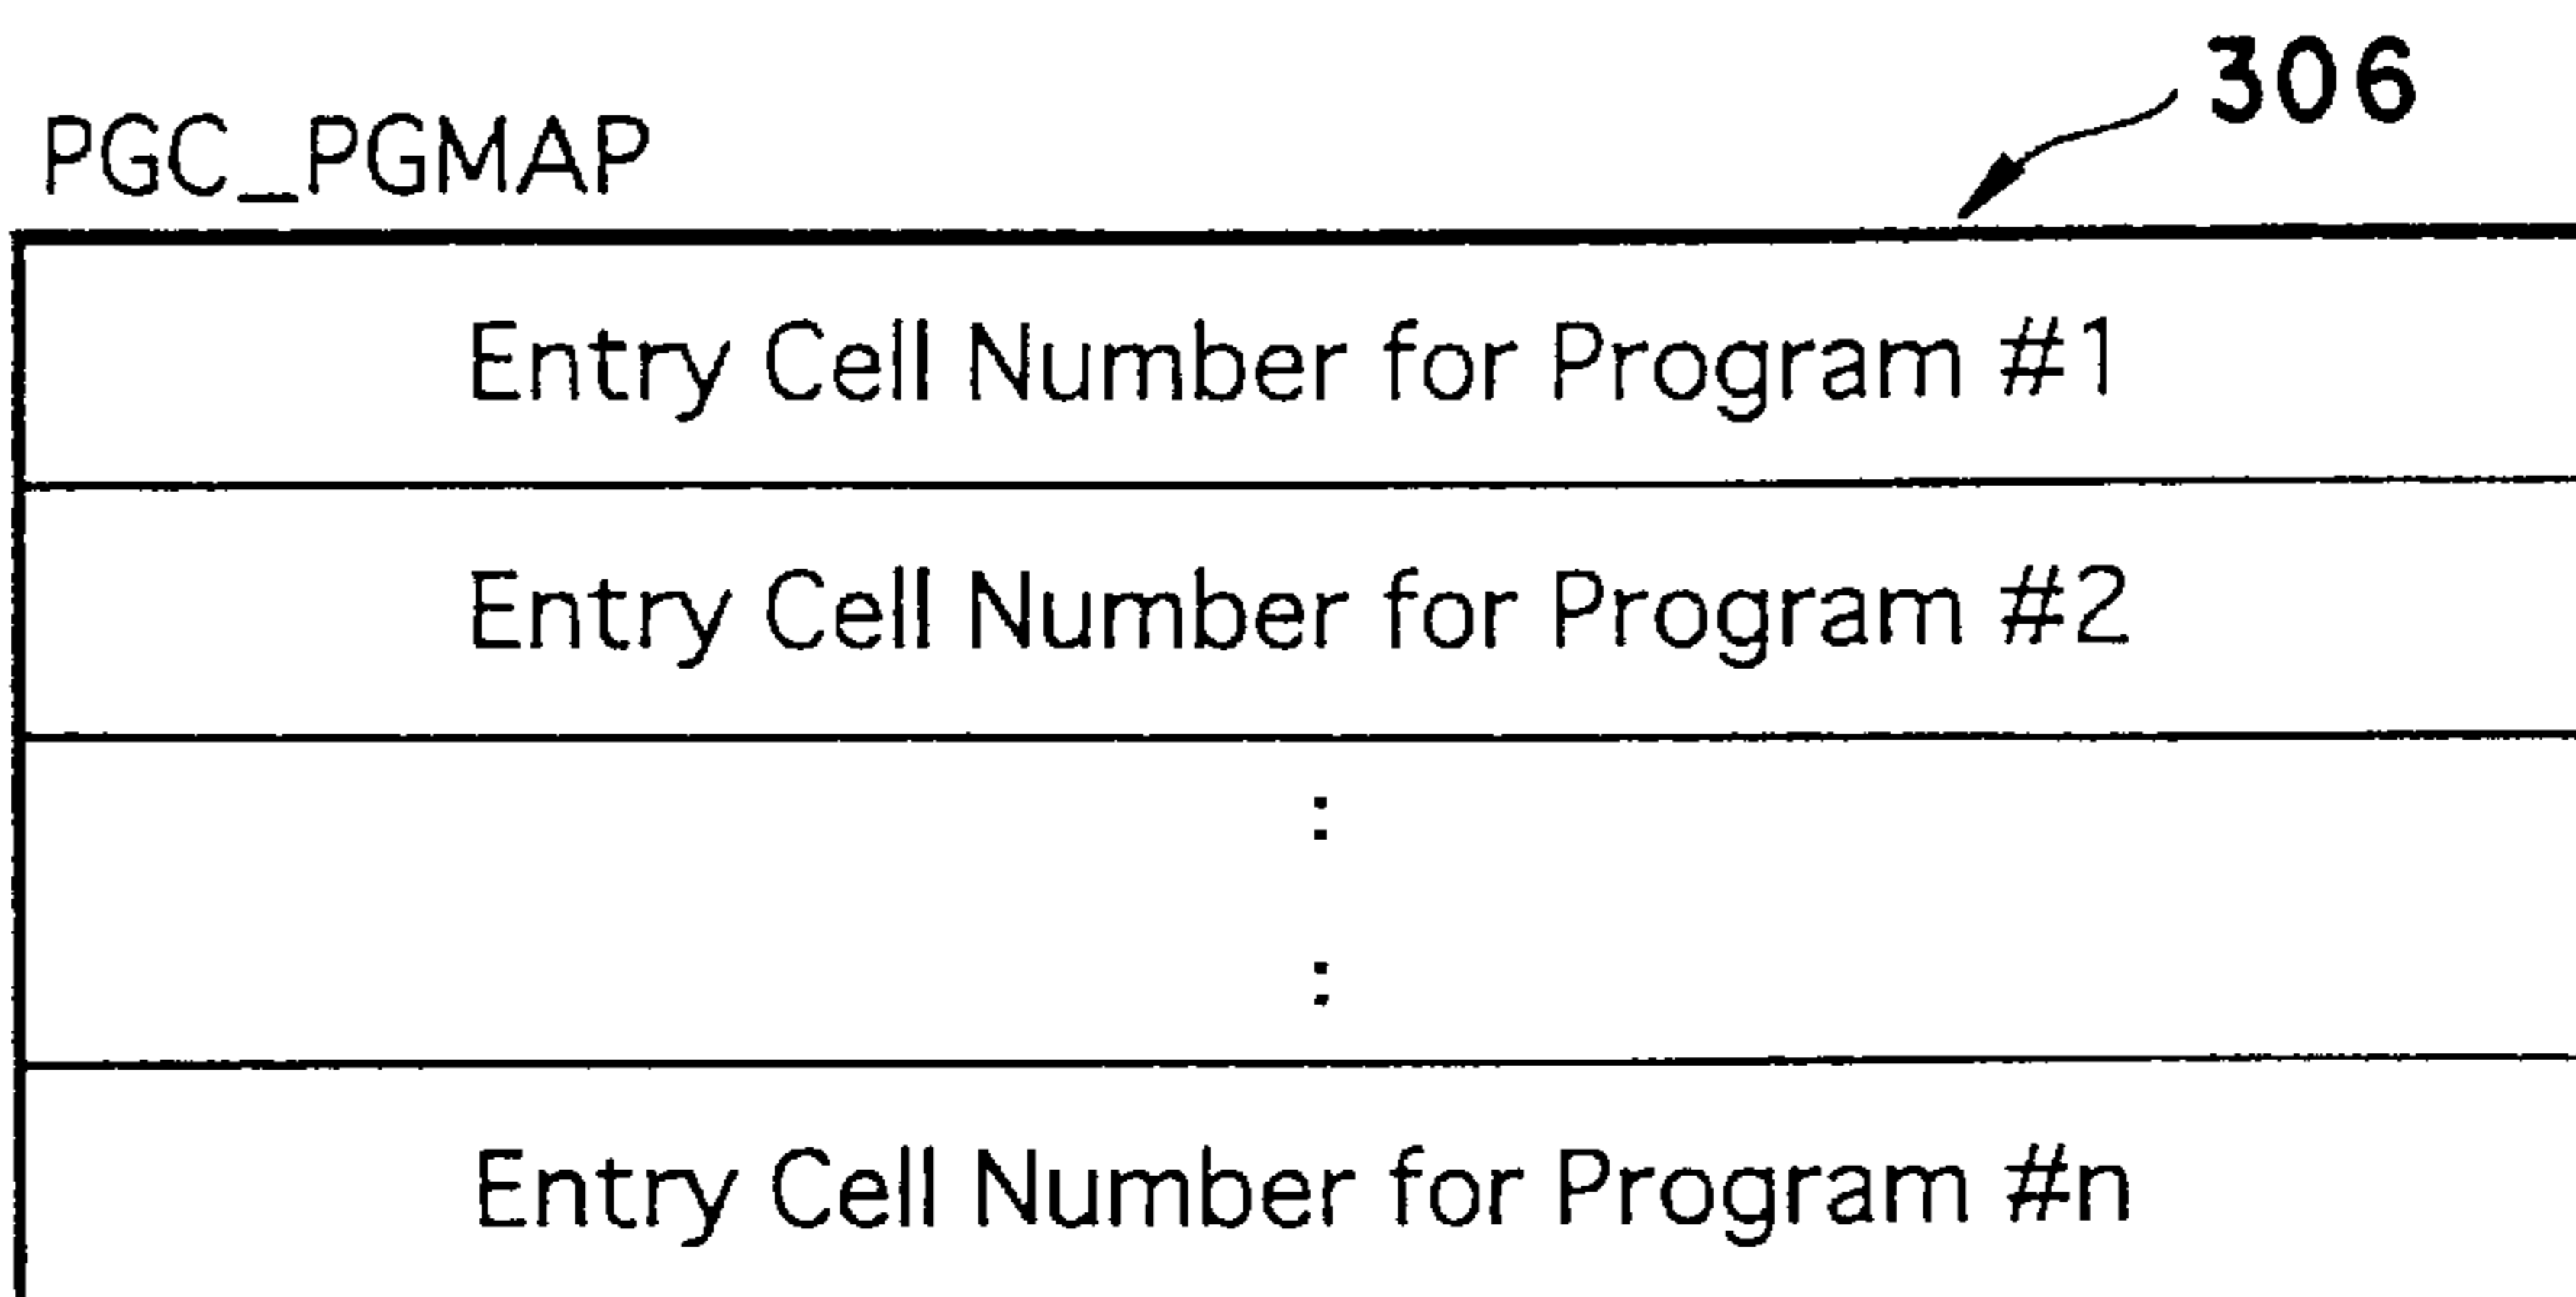 306
PGC_PGMAP
Entry Cell Number for Program #1
Entry Cell Number for Program #2
:
:
Entry Cell Number for Program #n